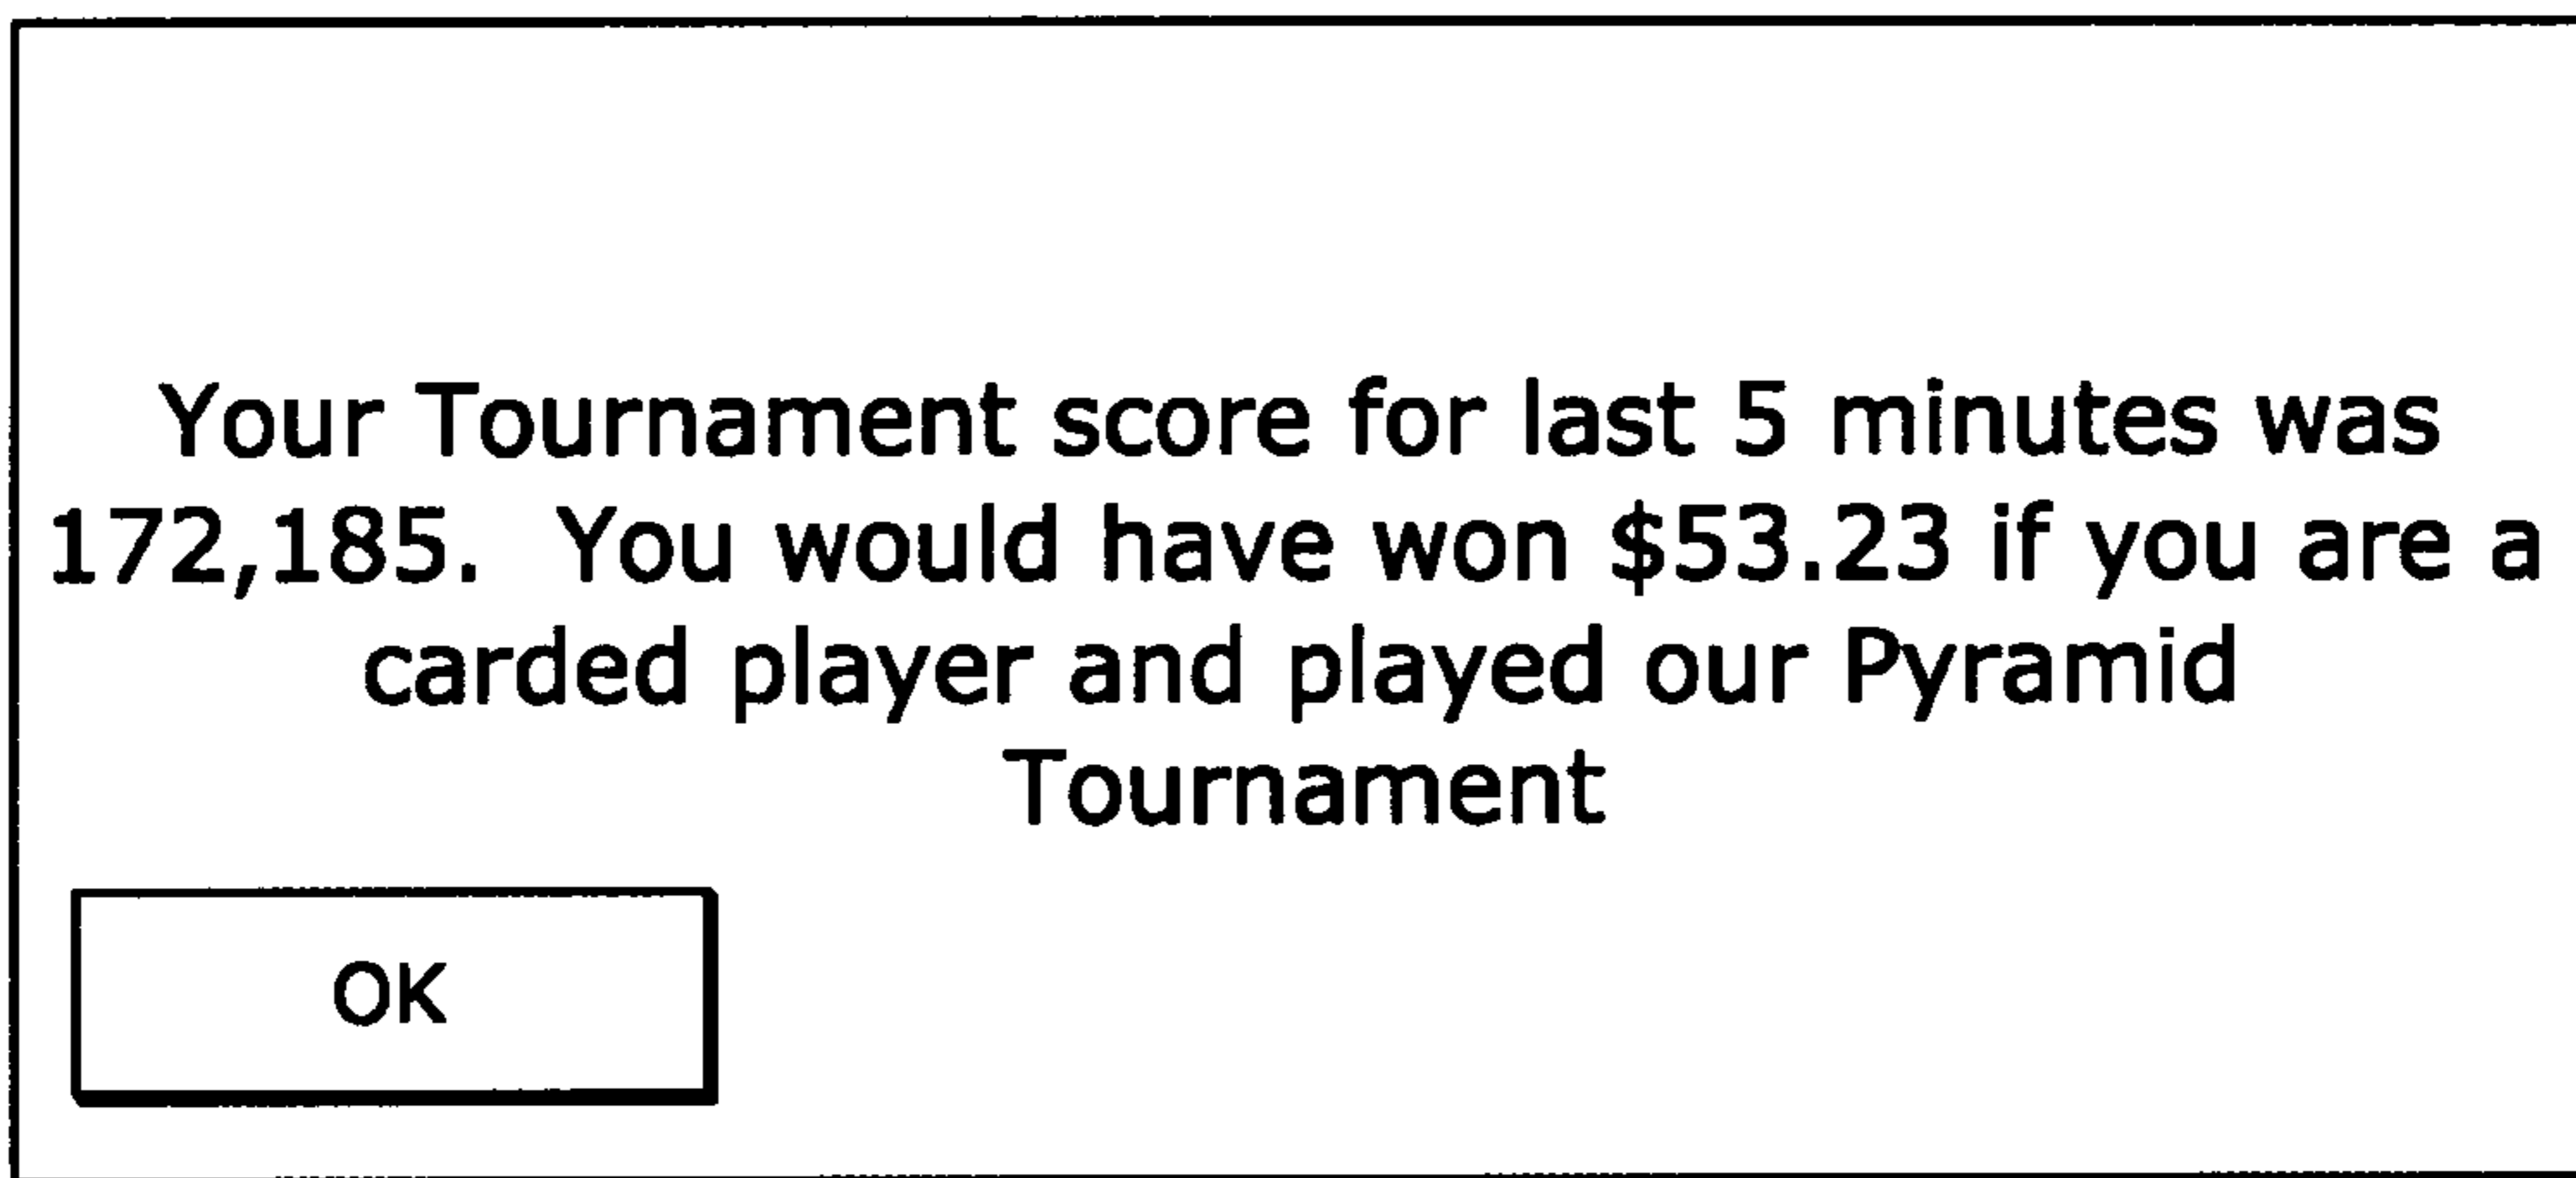 Your Tournament score for last 5 minutes was
172,185. You would have won $53.23 if you are a
carded player and played our Pyramid
Tournament
OK